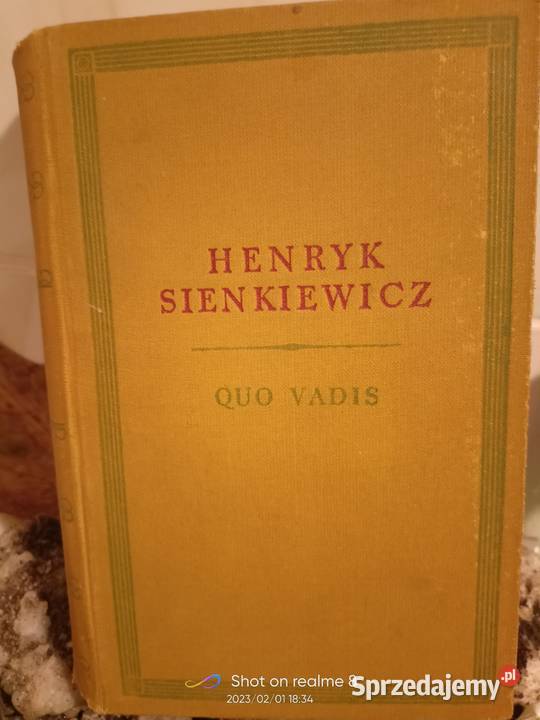 HENRYK
SIENKIEWICZ
QUO VADIS
Shot on realme 8
2023/02/01 18:34
Sprzedajemy.pl